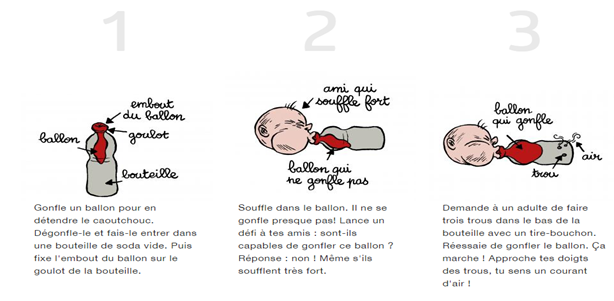 1
embout
du ballon
goulot
ballon
bouteille
Gonfle un ballon pour en
détendre le caoutchouc.
Dégonfle-le et fais-le entrer dans
une bouteille de soda vide. Puis
fixe l'embout du ballon sur le
goulot de la bouteille.
2
ami qui
souffle fort
ballon qui
ne gonfle pas
Souffle dans le ballon. Il ne se
gonfle presque pas! Lance un
défi à tes amis : sont-ils
capables de gonfler ce ballon ?
Réponse : non ! Même s'ils
soufflent très fort.
3
ballon
qui gonfle
air
trou
Demande à un adulte de faire
trois trous dans le bas de la
bouteille avec un tire-bouchon.
Réessaie de gonfler le ballon. Ça
marche ! Approche tes doigts
des trous, tu sens un courant
d'air !